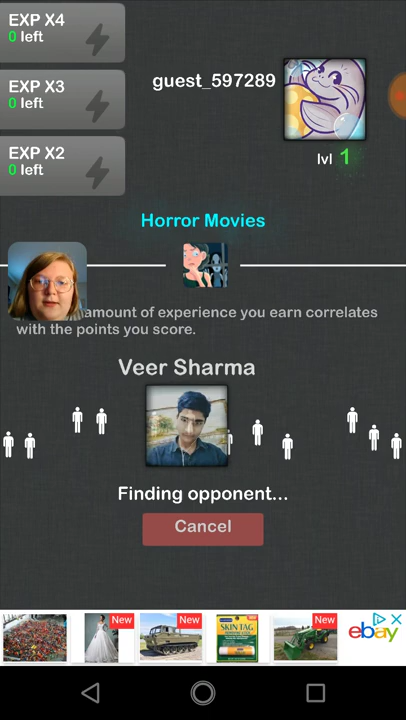 EXP X4
0 left
guest_597289
EXP X3
0 left
EXP X2
0 left
lvl 1
Horror Movies
amount of experience you earn correlates
with the points you score.
Veer Sharma
Finding opponent...
Cancel
New
New
SKIN TAG
New
ebay